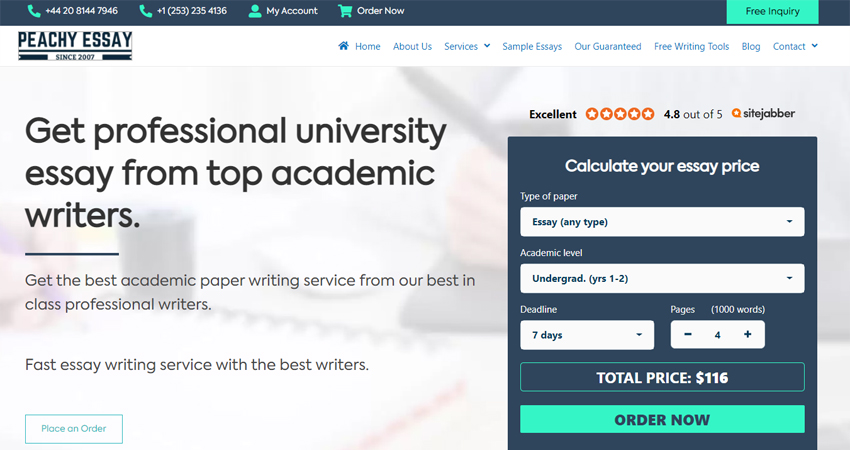 +44 20 8144 7946 +1 (253) 235 4136 My Account Order Now Free Inquiry
PEACHY ESSAY
SINCE 2007
Home About Us Services Sample Essays Our Guaranteed Free Writing Tools Blog Contact
Get professional university
essay from top academic
writers.
Get the best academic paper writing service from our best in
class professional writers.
Fast essay writing service with the best writers.
Place an Order
Excellent 4.8 out of 5 sitejabber
Calculate your essay price
Type of paper
Essay (any type)
Academic level
Undergrad. (yrs 1-2)
Deadline Pages (1000 words)
7 days − 4 +
TOTAL PRICE: $116
ORDER NOW